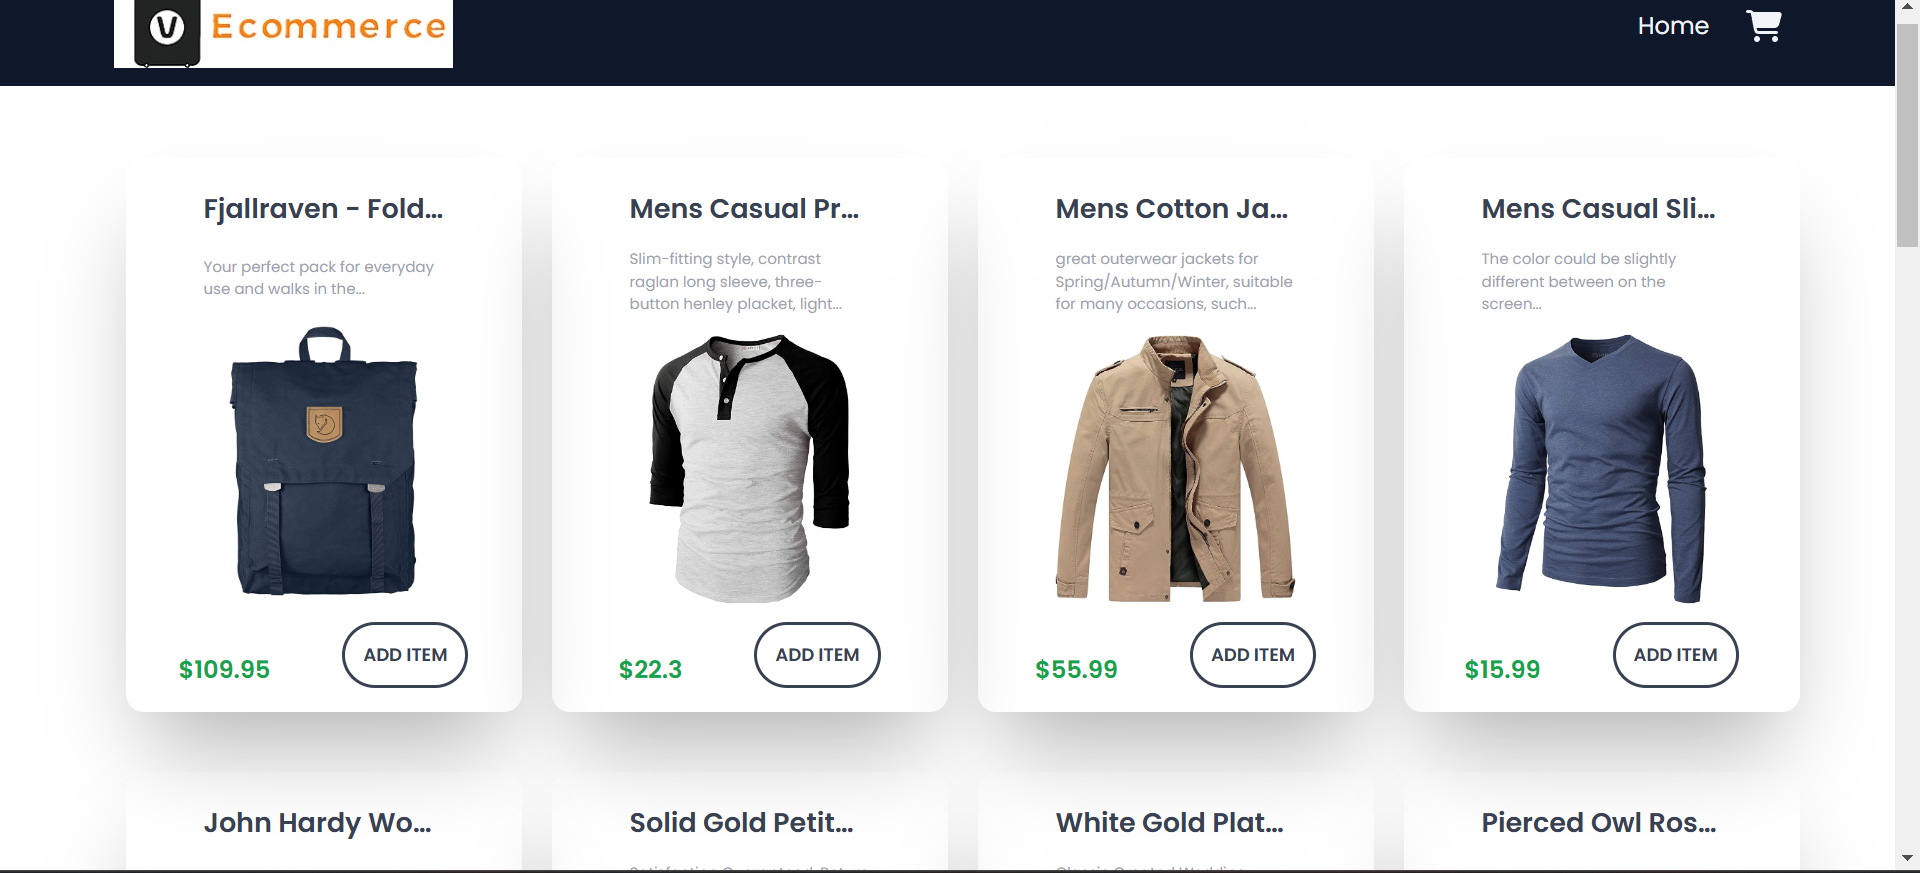 V Ecommerce
Home
Fjallraven - Fold...
Your perfect pack for everyday
use and walks in the...
$109.95
ADD ITEM
Mens Casual Pr...
Slim-fitting style, contrast
raglan long sleeve, three-
button henley placket, light...
$22.3
ADD ITEM
Mens Cotton Ja...
great outerwear jackets for
Spring/Autumn/Winter, suitable
for many occasions, such...
$55.99
ADD ITEM
Mens Casual Sli...
The color could be slightly
different between on the
screen...
$15.99
ADD ITEM
John Hardy Wo...
Solid Gold Petit...
White Gold Plat...
Pierced Owl Ros...